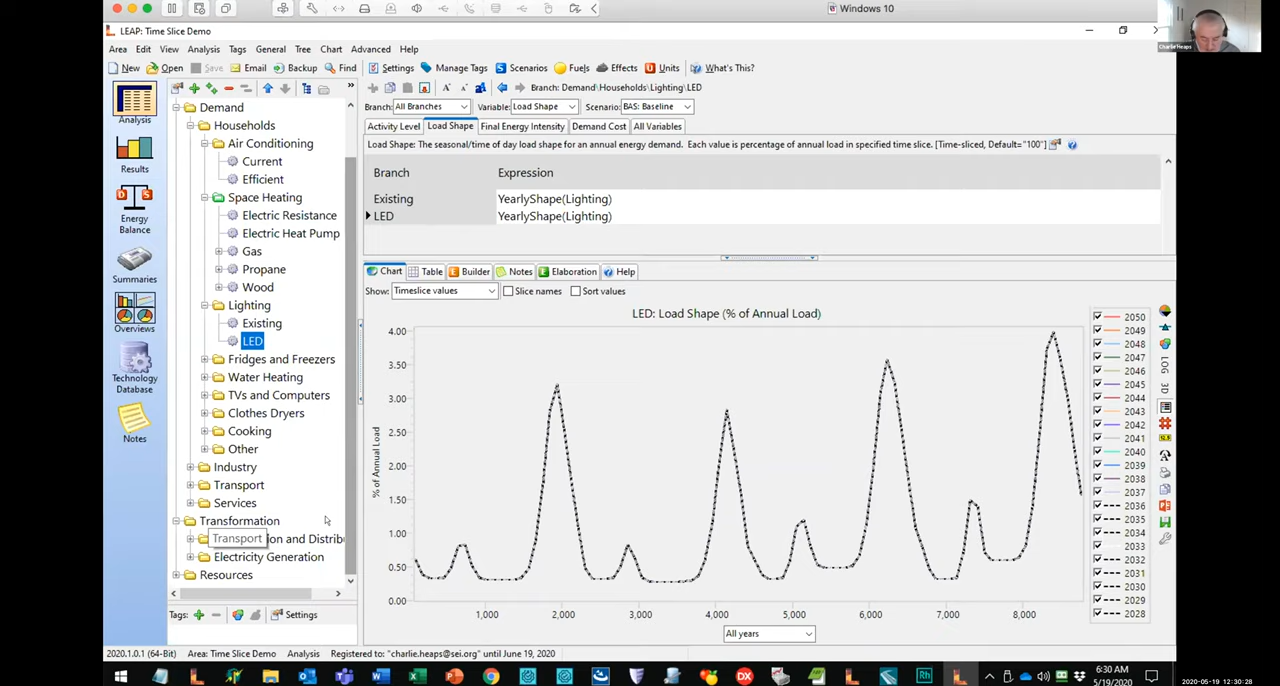 Windows 10
LEAP: Time Slice Demo
CharlieHeaps
Area Edit View Analysis Tags General Tree Chart Advanced Help
New Open Save Email Backup Find Settings Manage Tags Scenarios Fuels Effects Units What's This?
Branch: Demand\Households\Lighting\LED
Branch: All Branches Variable: Load Shape Scenario: BAS: Baseline
Activity Level Load Shape Final Energy Intensity Demand Cost All Variables
Load Shape: The seasonal/time of day load shape for an annual energy demand. Each value is percentage of annual load in specified time slice. [Time-sliced, Default="100"]
Branch Expression
Existing YearlyShape(Lighting)
LED YearlyShape(Lighting)
Chart Table Builder Notes Elaboration Help
Show: Timeslice values Slice names Sort values
LED: Load Shape (% of Annual Load)
% of Annual Load
4.00
3.50
3.00
2.50
2.00
1.50
1.00
0.50
0.00
1,000 2,000 3,000 4,000 5,000 6,000 7,000 8,000
All years
2050
2049
2048
2047
2046
2045
2044
2043
2042
2041
2040
2039
2038
2037
2036
2035
2034
2033
2032
2031
2030
2029
2028
LOG
3D
Analysis
Results
Energy
Balance
Summaries
Overviews
Technology
Database
Notes
Demand
Households
Air Conditioning
Current
Efficient
Space Heating
Electric Resistance
Electric Heat Pump
Gas
Propane
Wood
Lighting
Existing
LED
Fridges and Freezers
Water Heating
TVs and Computers
Clothes Dryers
Cooking
Other
Industry
Transport
Services
Transformation
Transport ion and Distribu
Electricity Generation
Resources
Tags: Settings
2020.1.0.1 (64-Bit) Area: Time Slice Demo Analysis Registered to: "charlie.heaps@sei.org" until June 19, 2020
6:30 AM
5/19/2020
2020-05-19 12:30:28